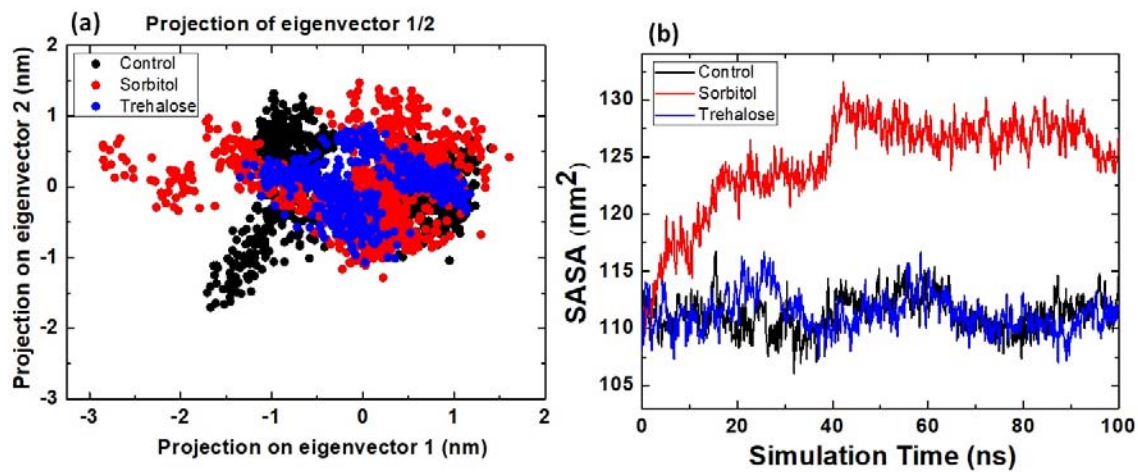 (a)
Projection of eigenvector 1/2
Projection on eigenvector 2 (nm)
2
1
0
-1
-2
-3
Control
Sorbitol
Trehalose
-3
-2
-1
0
1
2
Projection on eigenvector 1 (nm)
(b)
SASA (nm²)
130
125
120
115
110
105
Control
Sorbitol
Trehalose
0
20
40
60
80
100
Simulation Time (ns)